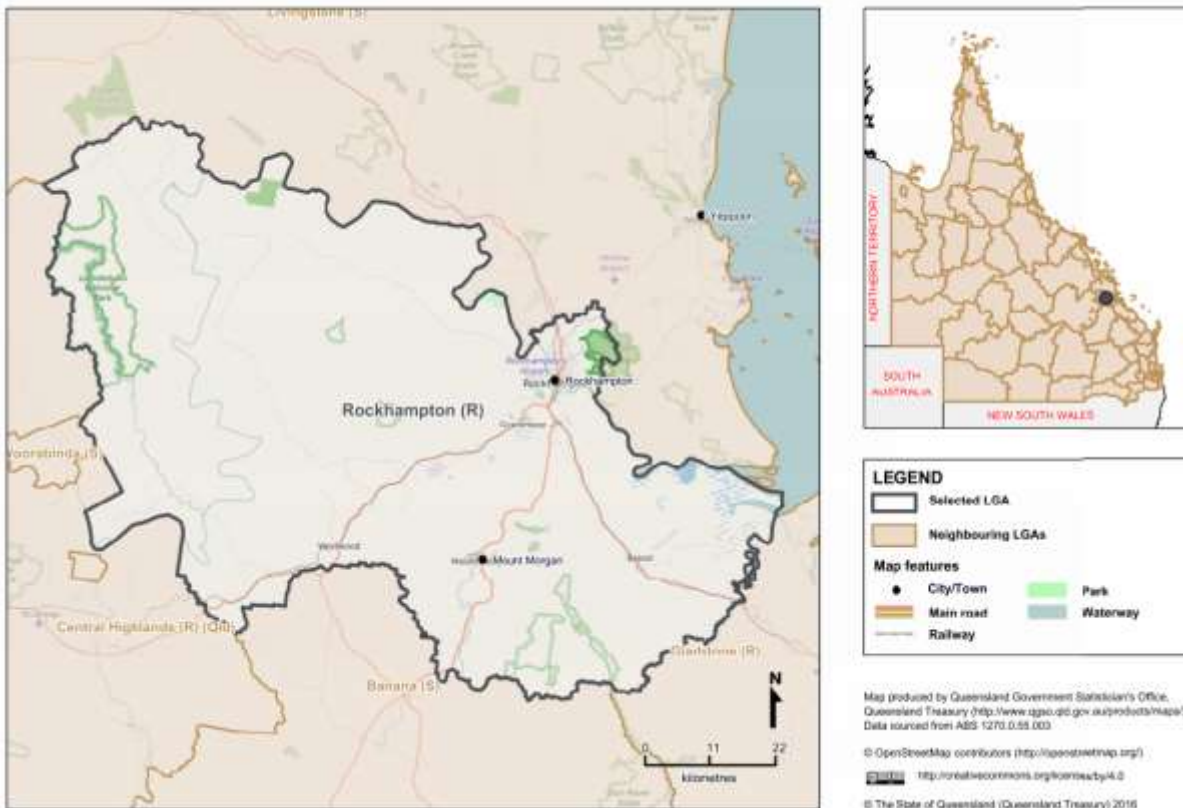 Livingstone (S)
Yeppoon
Rockhampton
Rockhampton (R)
Gracemere
Woorabinda (S)
Mount Morgan
Westwood
Central Highlands (R) (Qld)
Gladstone (R)
Banana (S)
N
0 11 22
kilometres
NORTHERN TERRITORY
SOUTH
AUSTRALIA
NEW SOUTH WALES
LEGEND
Selected LGA
Neighbouring LGAs
Map features
City/Town
Park
Main road
Waterway
Railway
Map produced by Queensland Government Statistician's Office,
Queensland Treasury (http://www.qgso.qld.gov.au/products/maps/)
Data sourced from ABS 1270.0.55.003
© OpenStreetMap contributors (http://openstreetmap.org/)
http://creativecommons.org/licenses/by/4.0
© The State of Queensland (Queensland Treasury) 2016